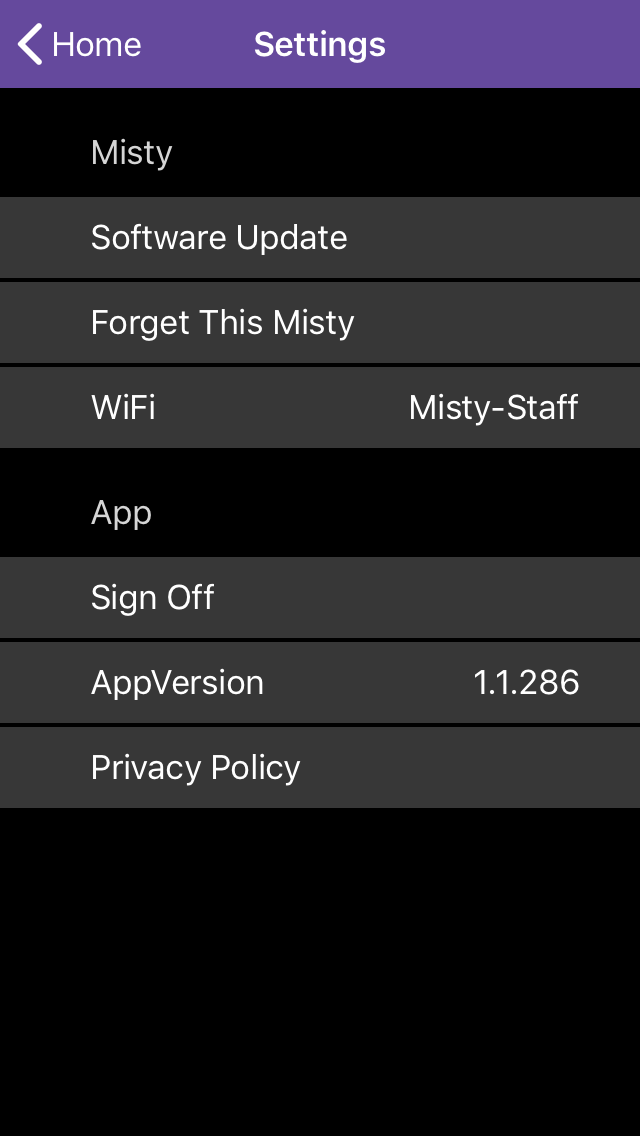 Home Settings
Misty
Software Update
Forget This Misty
WiFi Misty-Staff
App
Sign Off
AppVersion 1.1.286
Privacy Policy